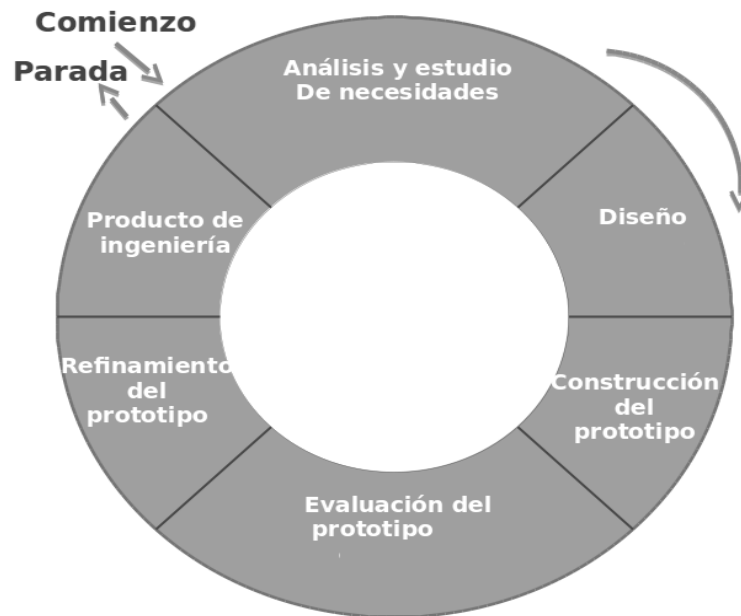 Comienzo
Parada
Análisis y estudio
De necesidades
Diseño
Construcción
del
prototipo
Evaluación del
prototipo
Refinamiento
del
prototipo
Producto de
ingeniería